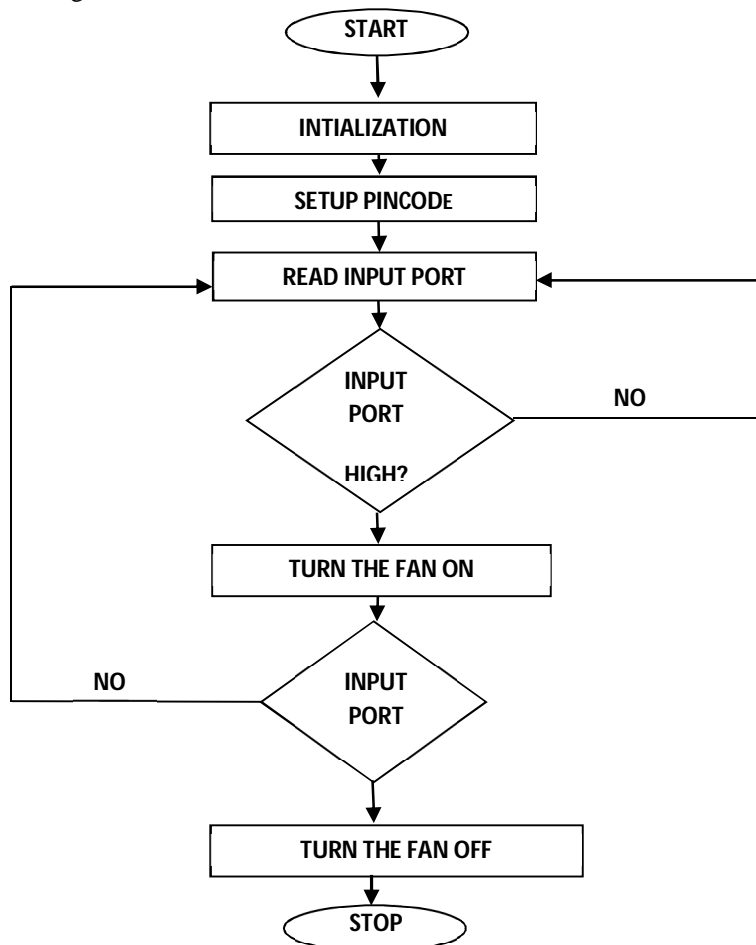 START
INTIALIZATION
SETUP PINCODE
READ INPUT PORT
INPUT
PORT
HIGH?
NO
TURN THE FAN ON
NO
INPUT
PORT
TURN THE FAN OFF
STOP